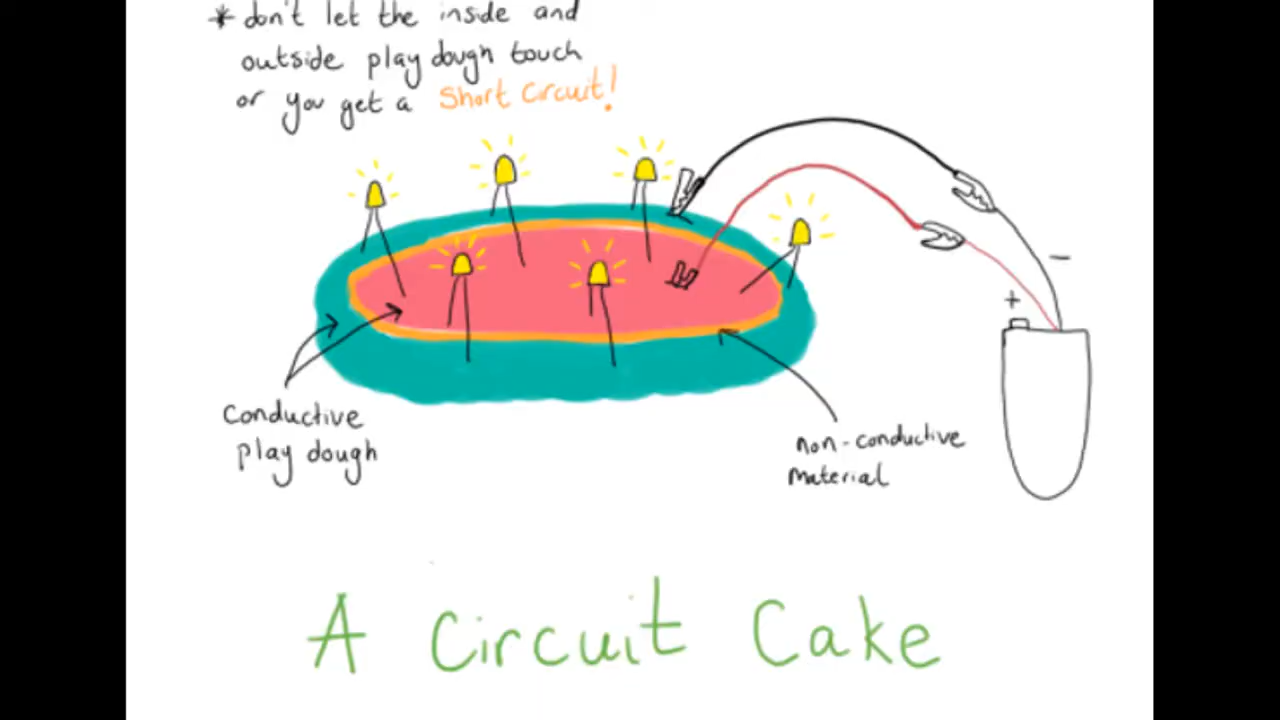 * don't let the inside and
outside play dough touch
or you get a Short Circuit!
-
+
Conductive
play dough
non-conductive
material
A Circuit Cake